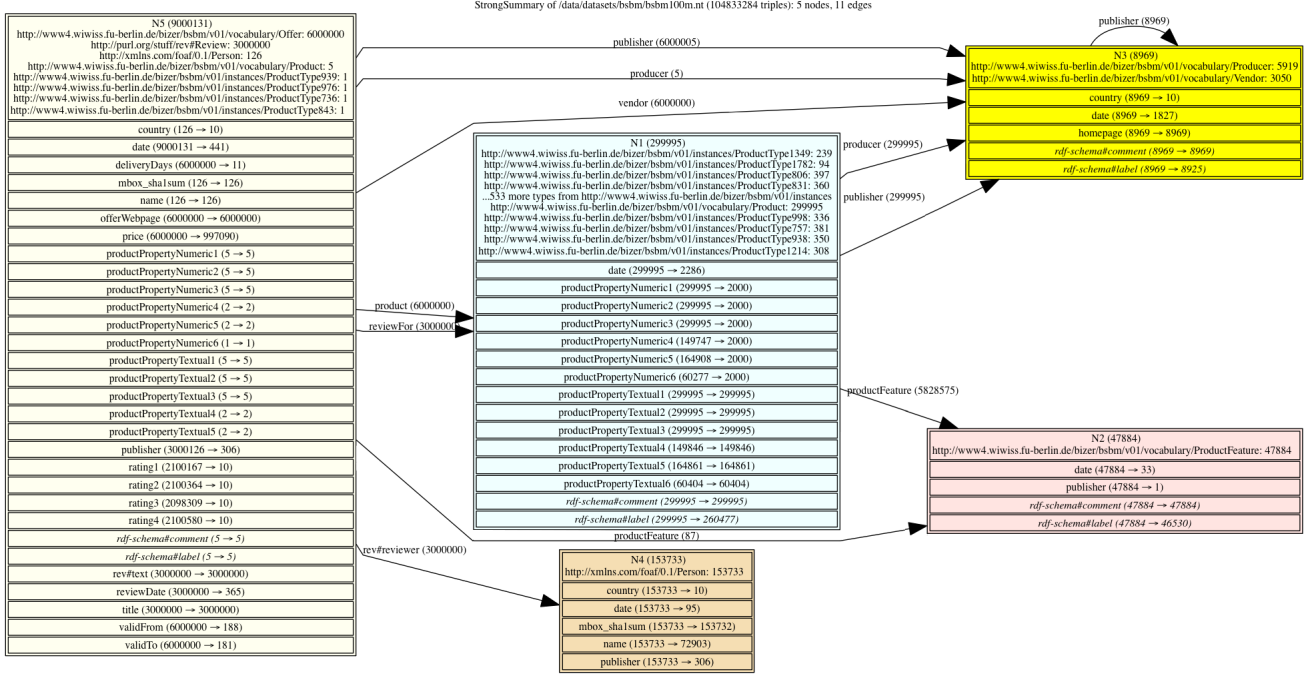 StrongSummary of /data/datasets/bsbm/bsbm100m.nt (104833284 triples): 5 nodes, 11 edges
N5 (9000131)
http://www4.wiwiss.fu-berlin.de/bizer/bsbm/v01/vocabulary/Offer: 6000000
http://purl.org/stuff/rev#Review: 3000000
http://xmlns.com/foaf/0.1/Person: 126
http://www4.wiwiss.fu-berlin.de/bizer/bsbm/v01/vocabulary/Product: 5
http://www4.wiwiss.fu-berlin.de/bizer/bsbm/v01/instances/ProductType939: 1
http://www4.wiwiss.fu-berlin.de/bizer/bsbm/v01/instances/ProductType976: 1
http://www4.wiwiss.fu-berlin.de/bizer/bsbm/v01/instances/ProductType736: 1
http://www4.wiwiss.fu-berlin.de/bizer/bsbm/v01/instances/ProductType843: 1
country (126 → 10)
date (9000131 → 441)
deliveryDays (6000000 → 11)
mbox_sha1sum (126 → 126)
name (126 → 126)
offerWebpage (6000000 → 6000000)
price (6000000 → 997090)
productPropertyNumeric1 (5 → 5)
productPropertyNumeric2 (5 → 5)
productPropertyNumeric3 (5 → 5)
productPropertyNumeric4 (2 → 2)
productPropertyNumeric5 (2 → 2)
productPropertyNumeric6 (1 → 1)
productPropertyTextual1 (5 → 5)
productPropertyTextual2 (5 → 5)
productPropertyTextual3 (5 → 5)
productPropertyTextual4 (2 → 2)
productPropertyTextual5 (2 → 2)
publisher (3000126 → 306)
rating1 (2100167 → 10)
rating2 (2100364 → 10)
rating3 (2098309 → 10)
rating4 (2100580 → 10)
rdf-schema#comment (5 → 5)
rdf-schema#label (5 → 5)
rev#text (3000000 → 3000000)
reviewDate (3000000 → 365)
title (3000000 → 3000000)
validFrom (6000000 → 188)
validTo (6000000 → 181)
publisher (6000005)
producer (5)
vendor (6000000)
product (6000000)
reviewFor (3000000)
productFeature (87)
rev#reviewer (3000000)
N1 (299995)
http://www4.wiwiss.fu-berlin.de/bizer/bsbm/v01/instances/ProductType1349: 239
http://www4.wiwiss.fu-berlin.de/bizer/bsbm/v01/instances/ProductType1782: 94
http://www4.wiwiss.fu-berlin.de/bizer/bsbm/v01/instances/ProductType806: 397
http://www4.wiwiss.fu-berlin.de/bizer/bsbm/v01/instances/ProductType831: 360
...533 more types from http://www4.wiwiss.fu-berlin.de/bizer/bsbm/v01/instances
http://www4.wiwiss.fu-berlin.de/bizer/bsbm/v01/vocabulary/Product: 299995
http://www4.wiwiss.fu-berlin.de/bizer/bsbm/v01/instances/ProductType998: 336
http://www4.wiwiss.fu-berlin.de/bizer/bsbm/v01/instances/ProductType757: 381
http://www4.wiwiss.fu-berlin.de/bizer/bsbm/v01/instances/ProductType938: 350
http://www4.wiwiss.fu-berlin.de/bizer/bsbm/v01/instances/ProductType1214: 308
date (299995 → 2286)
productPropertyNumeric1 (299995 → 2000)
productPropertyNumeric2 (299995 → 2000)
productPropertyNumeric3 (299995 → 2000)
productPropertyNumeric4 (149747 → 2000)
productPropertyNumeric5 (164908 → 2000)
productPropertyNumeric6 (60277 → 2000)
productPropertyTextual1 (299995 → 299995)
productPropertyTextual2 (299995 → 299995)
productPropertyTextual3 (299995 → 299995)
productPropertyTextual4 (149846 → 149846)
productPropertyTextual5 (164861 → 164861)
productPropertyTextual6 (60404 → 60404)
rdf-schema#comment (299995 → 299995)
rdf-schema#label (299995 → 260477)
producer (299995)
publisher (299995)
productFeature (5828575)
publisher (8969)
N3 (8969)
http://www4.wiwiss.fu-berlin.de/bizer/bsbm/v01/vocabulary/Producer: 5919
http://www4.wiwiss.fu-berlin.de/bizer/bsbm/v01/vocabulary/Vendor: 3050
country (8969 → 10)
date (8969 → 1827)
homepage (8969 → 8969)
rdf-schema#comment (8969 → 8969)
rdf-schema#label (8969 → 8925)
N2 (47884)
http://www4.wiwiss.fu-berlin.de/bizer/bsbm/v01/vocabulary/ProductFeature: 47884
date (47884 → 33)
publisher (47884 → 1)
rdf-schema#comment (47884 → 47884)
rdf-schema#label (47884 → 46530)
N4 (153733)
http://xmlns.com/foaf/0.1/Person: 153733
country (153733 → 10)
date (153733 → 95)
mbox_sha1sum (153733 → 153732)
name (153733 → 72903)
publisher (153733 → 306)